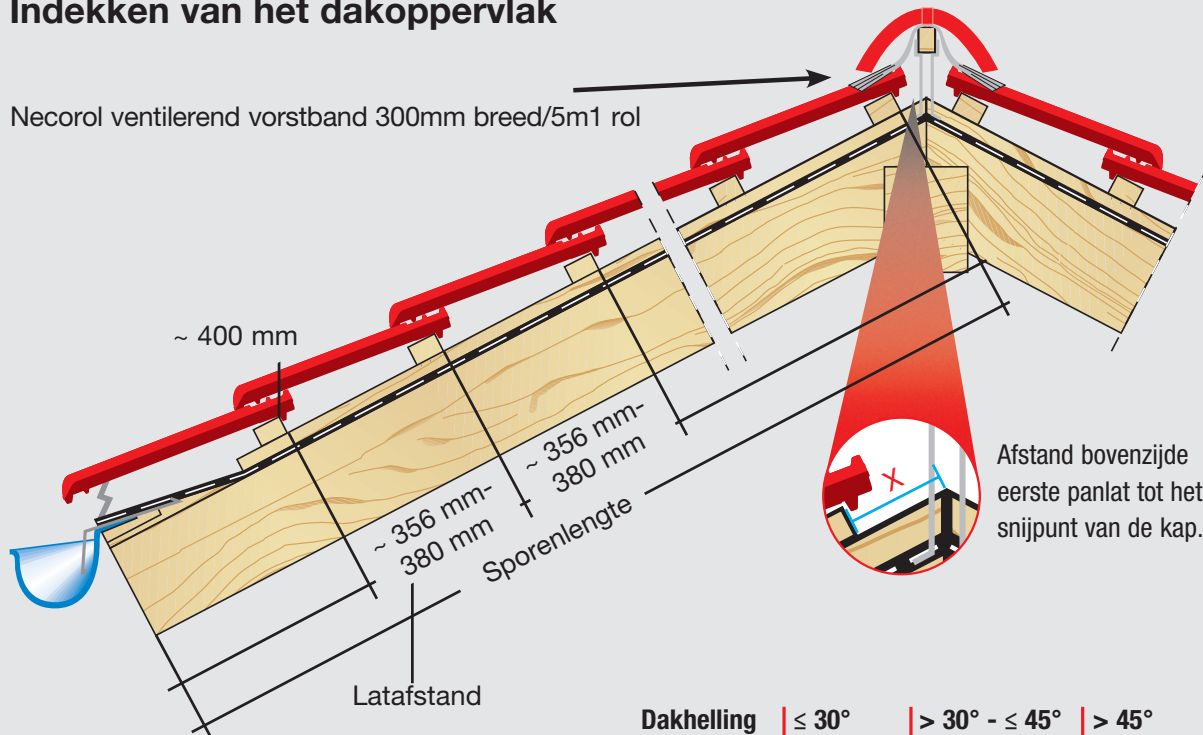 Indekken van het dakoppervlak
Necorol ventilerend vorstband 300mm breed/5m1 rol
~ 400 mm
~ 356 mm-
380 mm
~ 356 mm-
380 mm
Sporenlengte
Latafstand
X
Afstand bovenzijde
eerste panlat tot het
snijpunt van de kap.
Dakhelling ≤ 30° > 30° - ≤ 45° > 45°